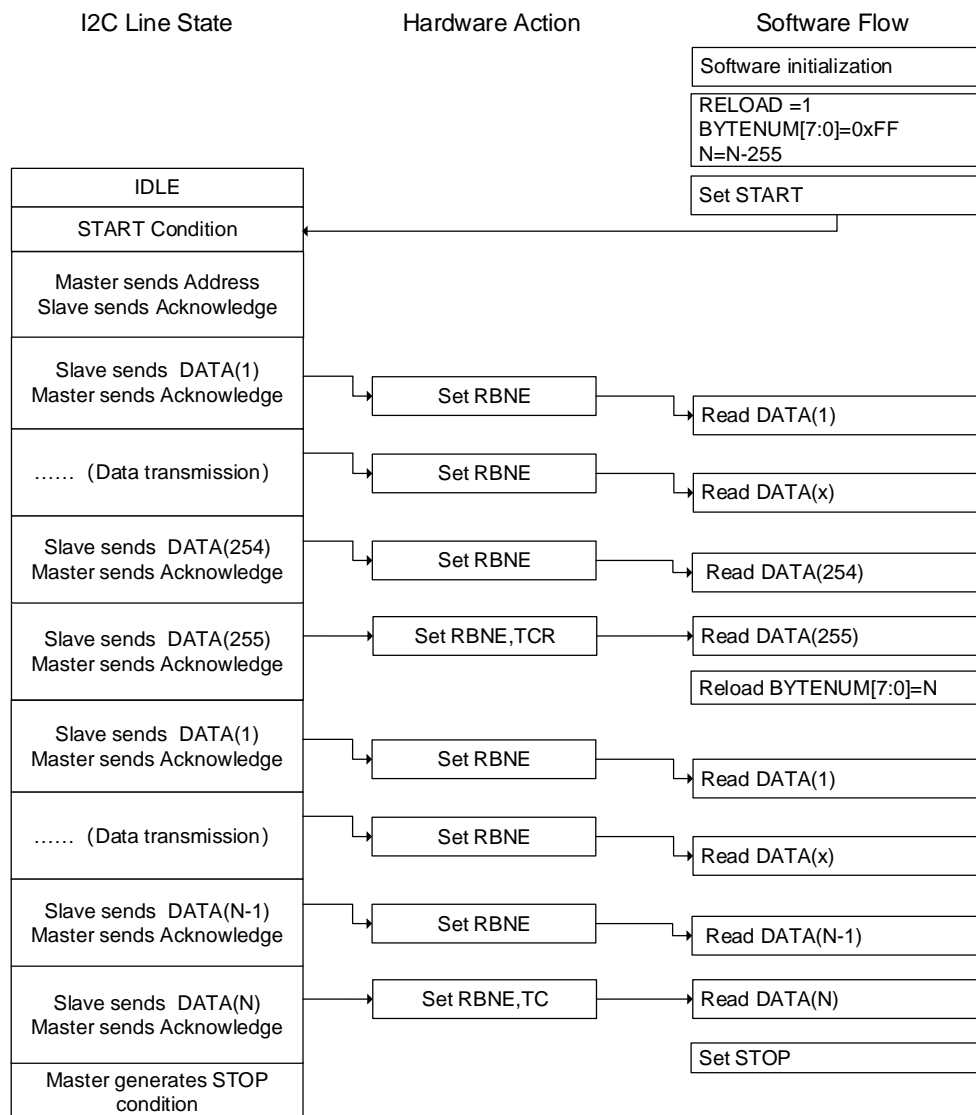 I2C Line State
Hardware Action
Software Flow
Software initialization
RELOAD =1
BYTENUM[7:0]=0xFF
N=N-255
IDLE
Set START
START Condition
Master sends Address
Slave sends Acknowledge
Slave sends DATA(1)
Master sends Acknowledge
Set RBNE
Read DATA(1)
…… (Data transmission)
Set RBNE
Read DATA(x)
Slave sends DATA(254)
Master sends Acknowledge
Set RBNE
Read DATA(254)
Slave sends DATA(255)
Master sends Acknowledge
Set RBNE,TCR
Read DATA(255)
Reload BYTENUM[7:0]=N
Slave sends DATA(1)
Master sends Acknowledge
Set RBNE
Read DATA(1)
…… (Data transmission)
Set RBNE
Read DATA(x)
Slave sends DATA(N-1)
Master sends Acknowledge
Set RBNE
Read DATA(N-1)
Slave sends DATA(N)
Master sends Acknowledge
Set RBNE,TC
Read DATA(N)
Set STOP
Master generates STOP
condition